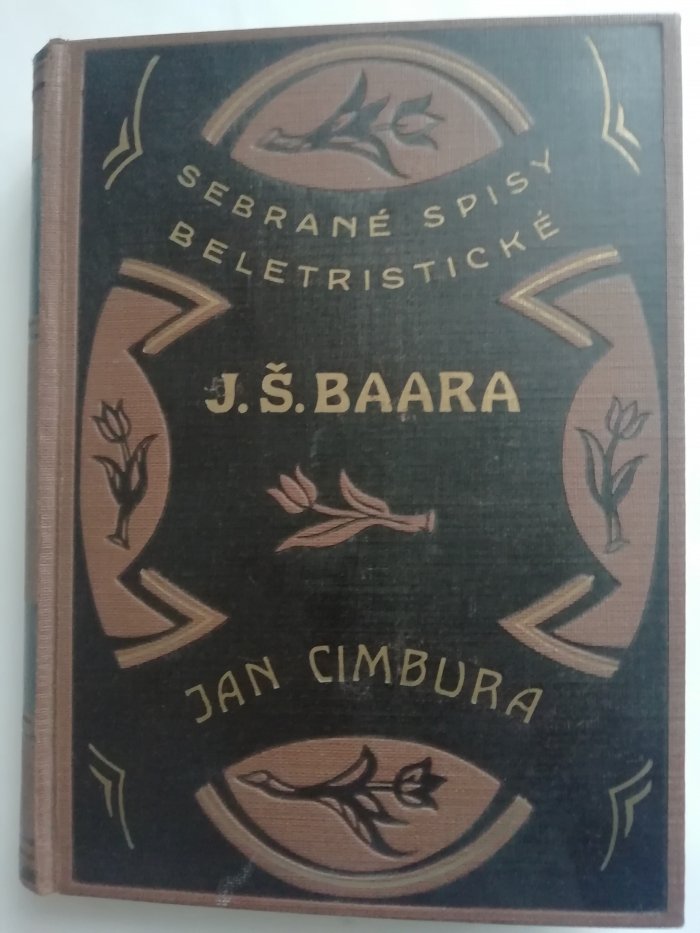 SEBRANÉ SPISY
BELETRISTICKÉ
J. Š. BAARA
JAN CIMBURA